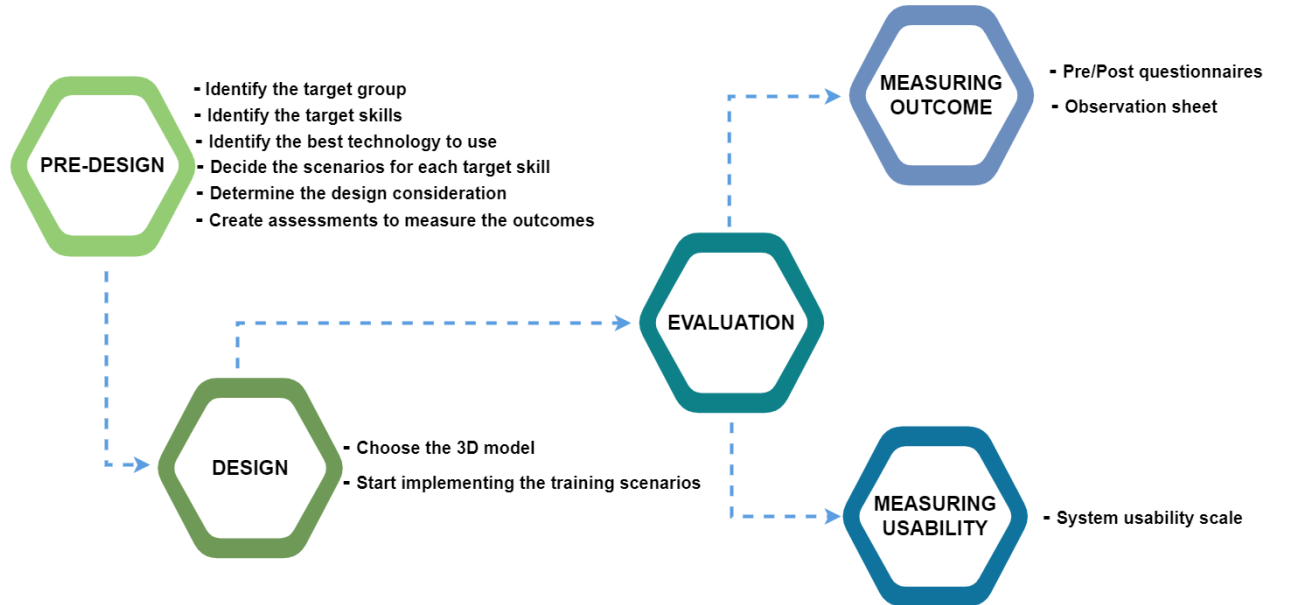 PRE-DESIGN
- Identify the target group
- Identify the target skills
- Identify the best technology to use
- Decide the scenarios for each target skill
- Determine the design consideration
- Create assessments to measure the outcomes
DESIGN
- Choose the 3D model
- Start implementing the training scenarios
EVALUATION
MEASURING
OUTCOME
- Pre/Post questionnaires
- Observation sheet
MEASURING
USABILITY
- System usability scale